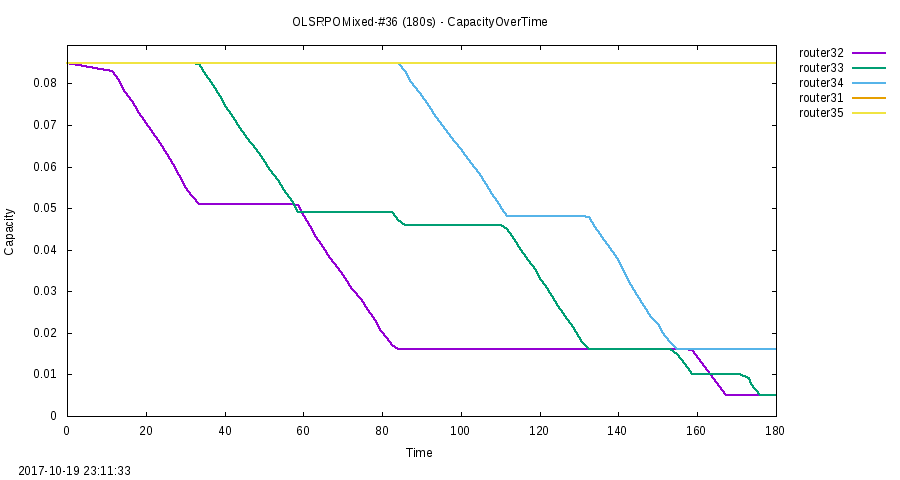 OLSRPOMixed-#36 (180s) - CapacityOverTime
router32
router33
router34
router31
router35
0.08
0.07
0.06
0.05
0.04
0.03
0.02
0.01
0
Capacity
0 20 40 60 80 100 120 140 160 180
Time
2017-10-19 23:11:33